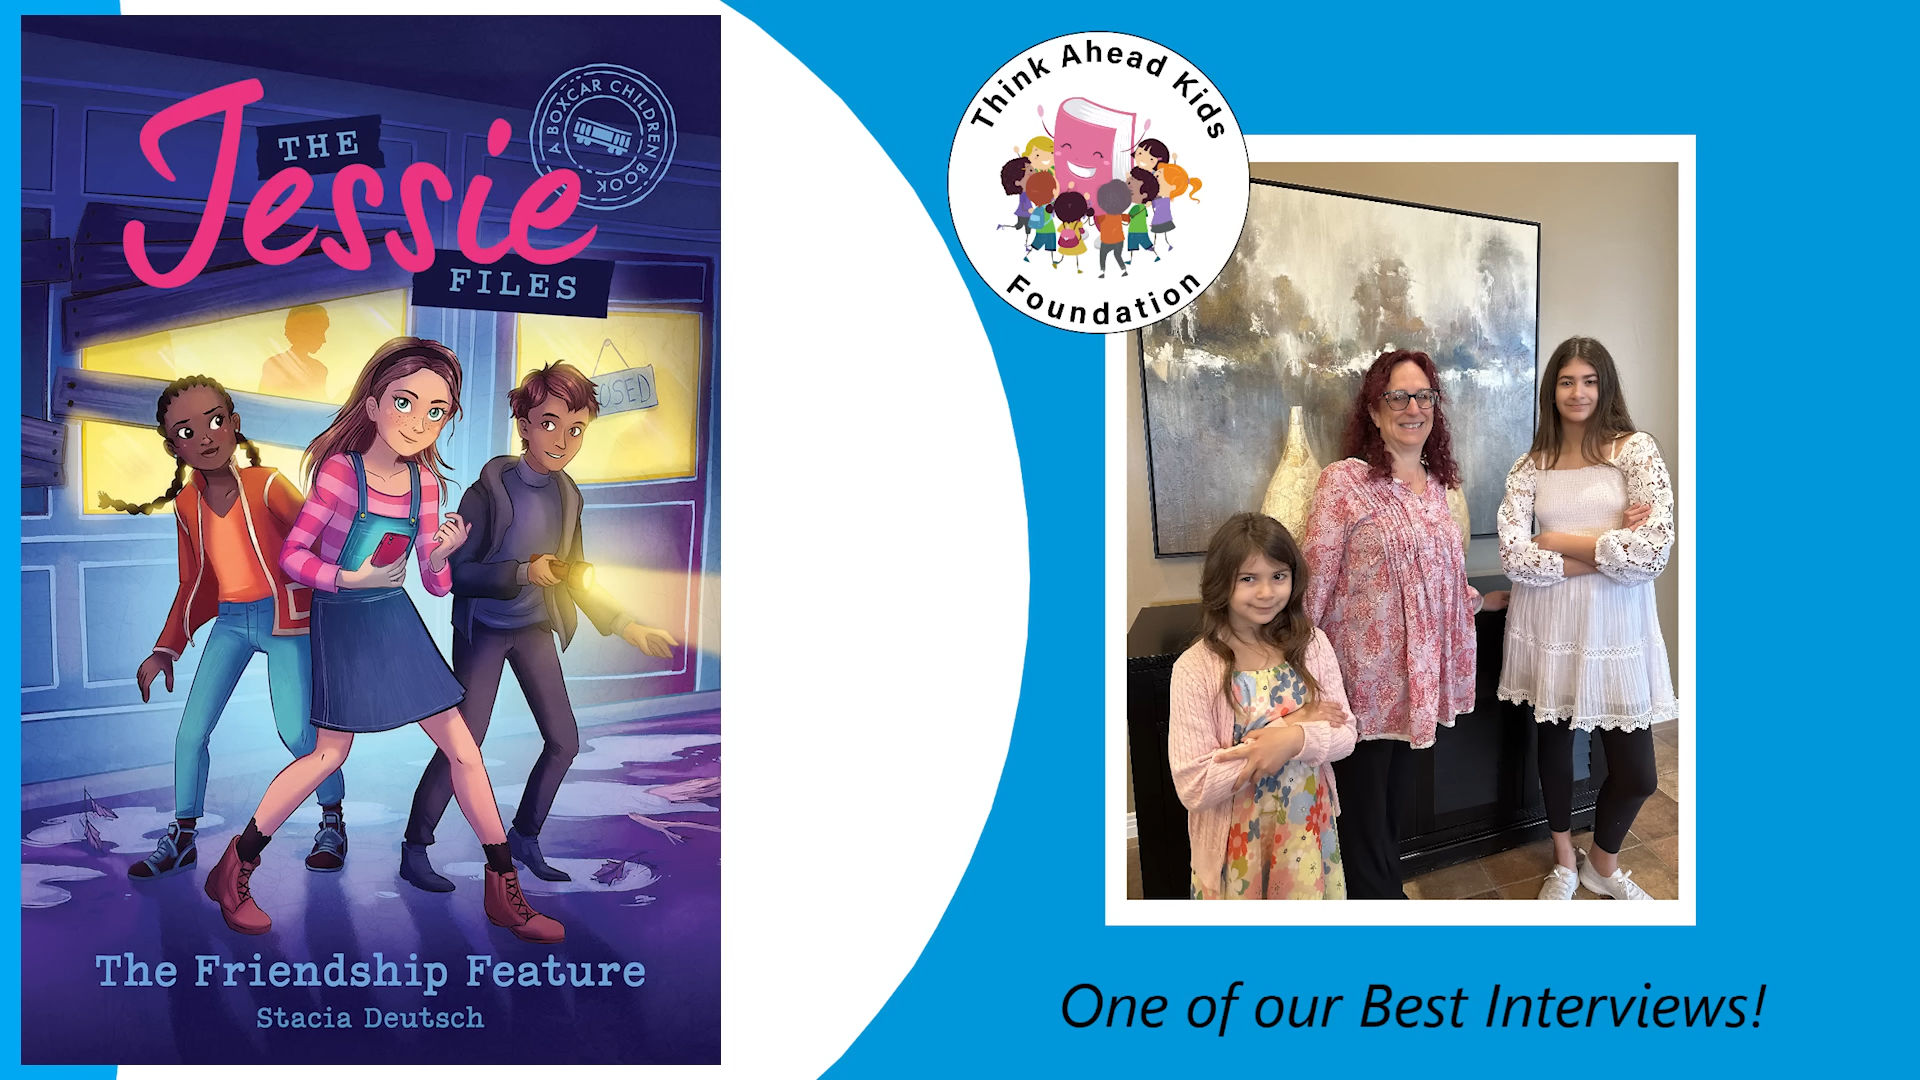 THE
Jessie
FILES
A BOXCAR CHILDREN BOOK
OSED
The Friendship Feature
Stacia Deutsch
Think Ahead Kids
Foundation
One of our Best Interviews!